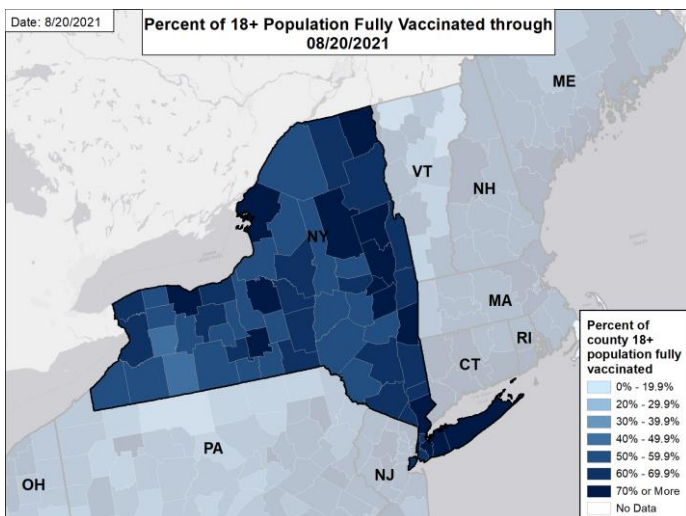 Date: 8/20/2021
Percent of 18+ Population Fully Vaccinated through
08/20/2021
ME
VT
NH
NY
MA
RI
CT
PA
NJ
OH
Percent of
county 18+
population fully
vaccinated
0% - 19.9%
20% - 29.9%
30% - 39.9%
40% - 49.9%
50% - 59.9%
60% - 69.9%
70% or More
No Data